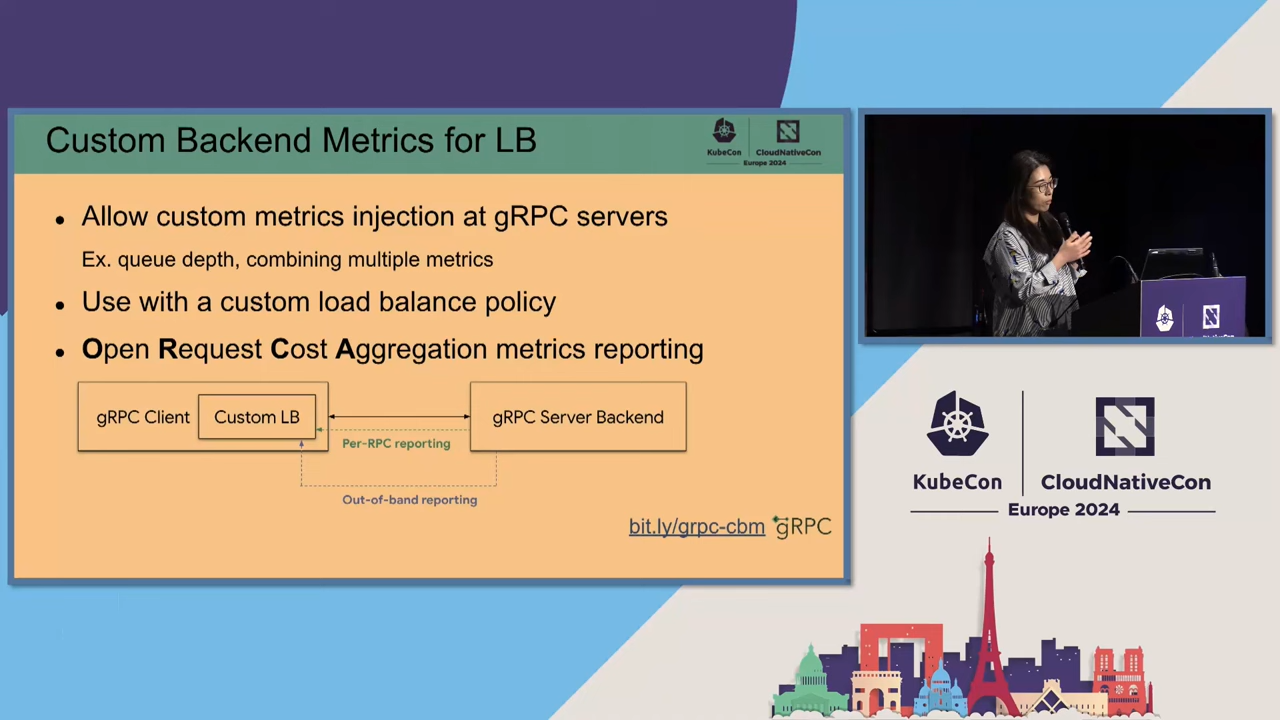 Custom Backend Metrics for LB
KubeCon
CloudNativeCon
Europe 2024
Allow custom metrics injection at gRPC servers
Ex. queue depth, combining multiple metrics
Use with a custom load balance policy
Open Request Cost Aggregation metrics reporting
gRPC Client
Custom LB
gRPC Server Backend
Per-RPC reporting
Out-of-band reporting
bit.ly/grpc-cbm
gRPC
KubeCon
CloudNativeCon
Europe 2024